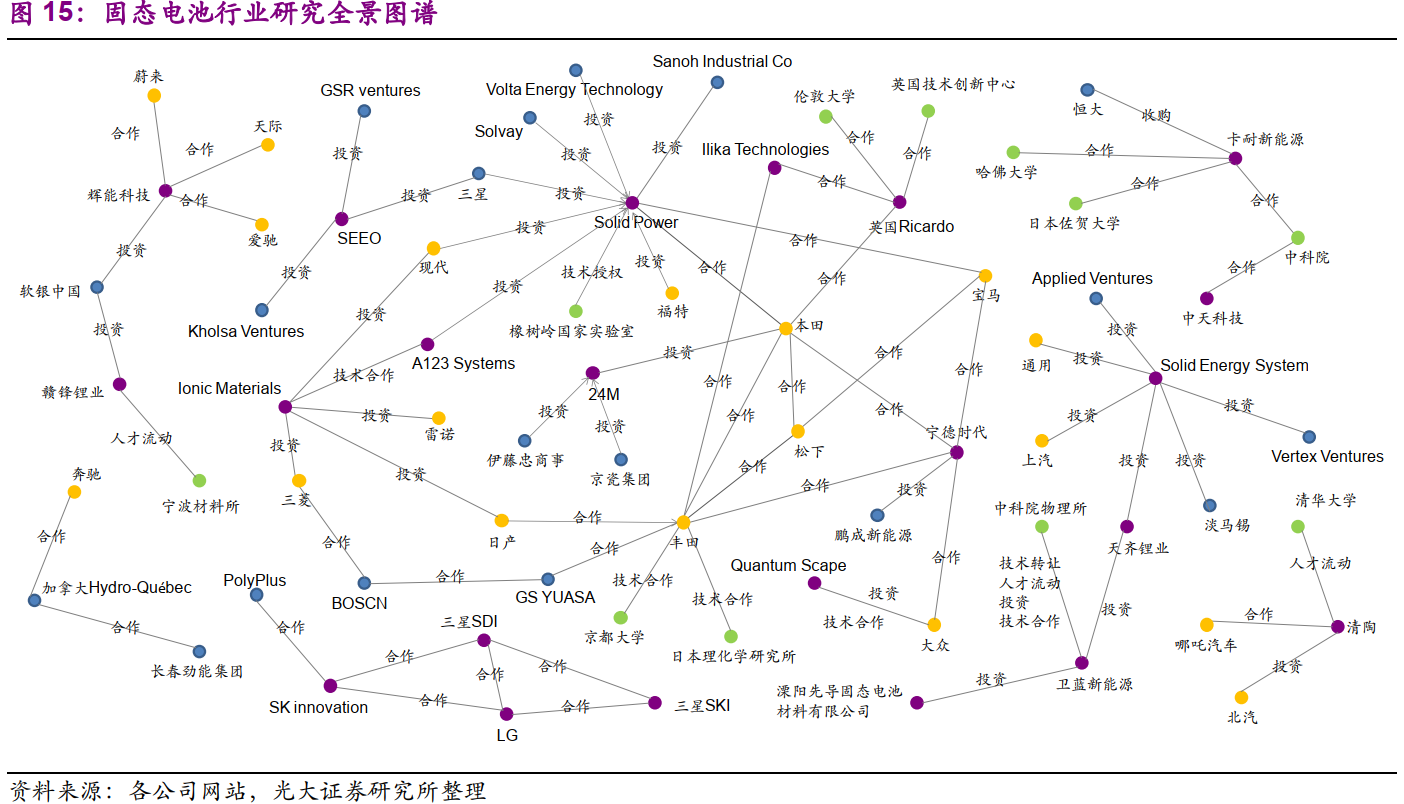 图 15：固态电池行业研究全景图谱
Sanoh Industrial Co
蔚来
GSR ventures
Volta Energy Technology
伦敦大学
英国技术创新中心
恒大
收购
合作
天际
投资
Solvay
投资
合作
卡耐新能源
合作
投资
投资
投资
Ilika Technologies
合作
合作
哈佛大学
辉能科技
合作
投资
三星
投资
合作
合作
合作
爱驰
SEEO
Solid Power
英国Ricardo
日本佐贺大学
投资
现代
投资
合作
中科院
投资
技术授权
投资
合作
合作
合作
软银中国
投资
福特
宝马
Applied Ventures
Kholsa Ventures
橡树岭国家实验室
本田
中天科技
投资
投资
投资
投资
通用
投资
A123 Systems
合作
Solid Energy System
技术合作
合作
合作
合作
赣锋锂业
Ionic Materials
24M
投资
投资
投资
合作
合作
投资
人才流动
雷诺
投资
宁德时代
投资
松下
上汽
Vertex Ventures
奔驰
伊藤忠商事
京瓷集团
合作
投资
投资
投资
三菱
合作
投资
宁波材料所
中科院物理所
清华大学
合作
日产
合作
丰田
鹏成新能源
淡马锡
合作
合作
天齐锂业
加拿大Hydro-Québec
PolyPlus
合作
技术合作
Quantum Scape
合作
技术转让
人才流动
人才流动
BOSCN
GS YUASA
技术合作
投资
投资
投资
合作
合作
三星SDI
京都大学
技术合作
技术合作
合作
日本理化学研究所
大众
哪吒汽车
清陶
长春劲能集团
合作
合作
合作
投资
卫蓝新能源
投资
SK innovation
合作
合作
三星SKI
溧阳先导固态电池
材料有限公司
北汽
LG
资料来源：各公司网站，光大证券研究所整理